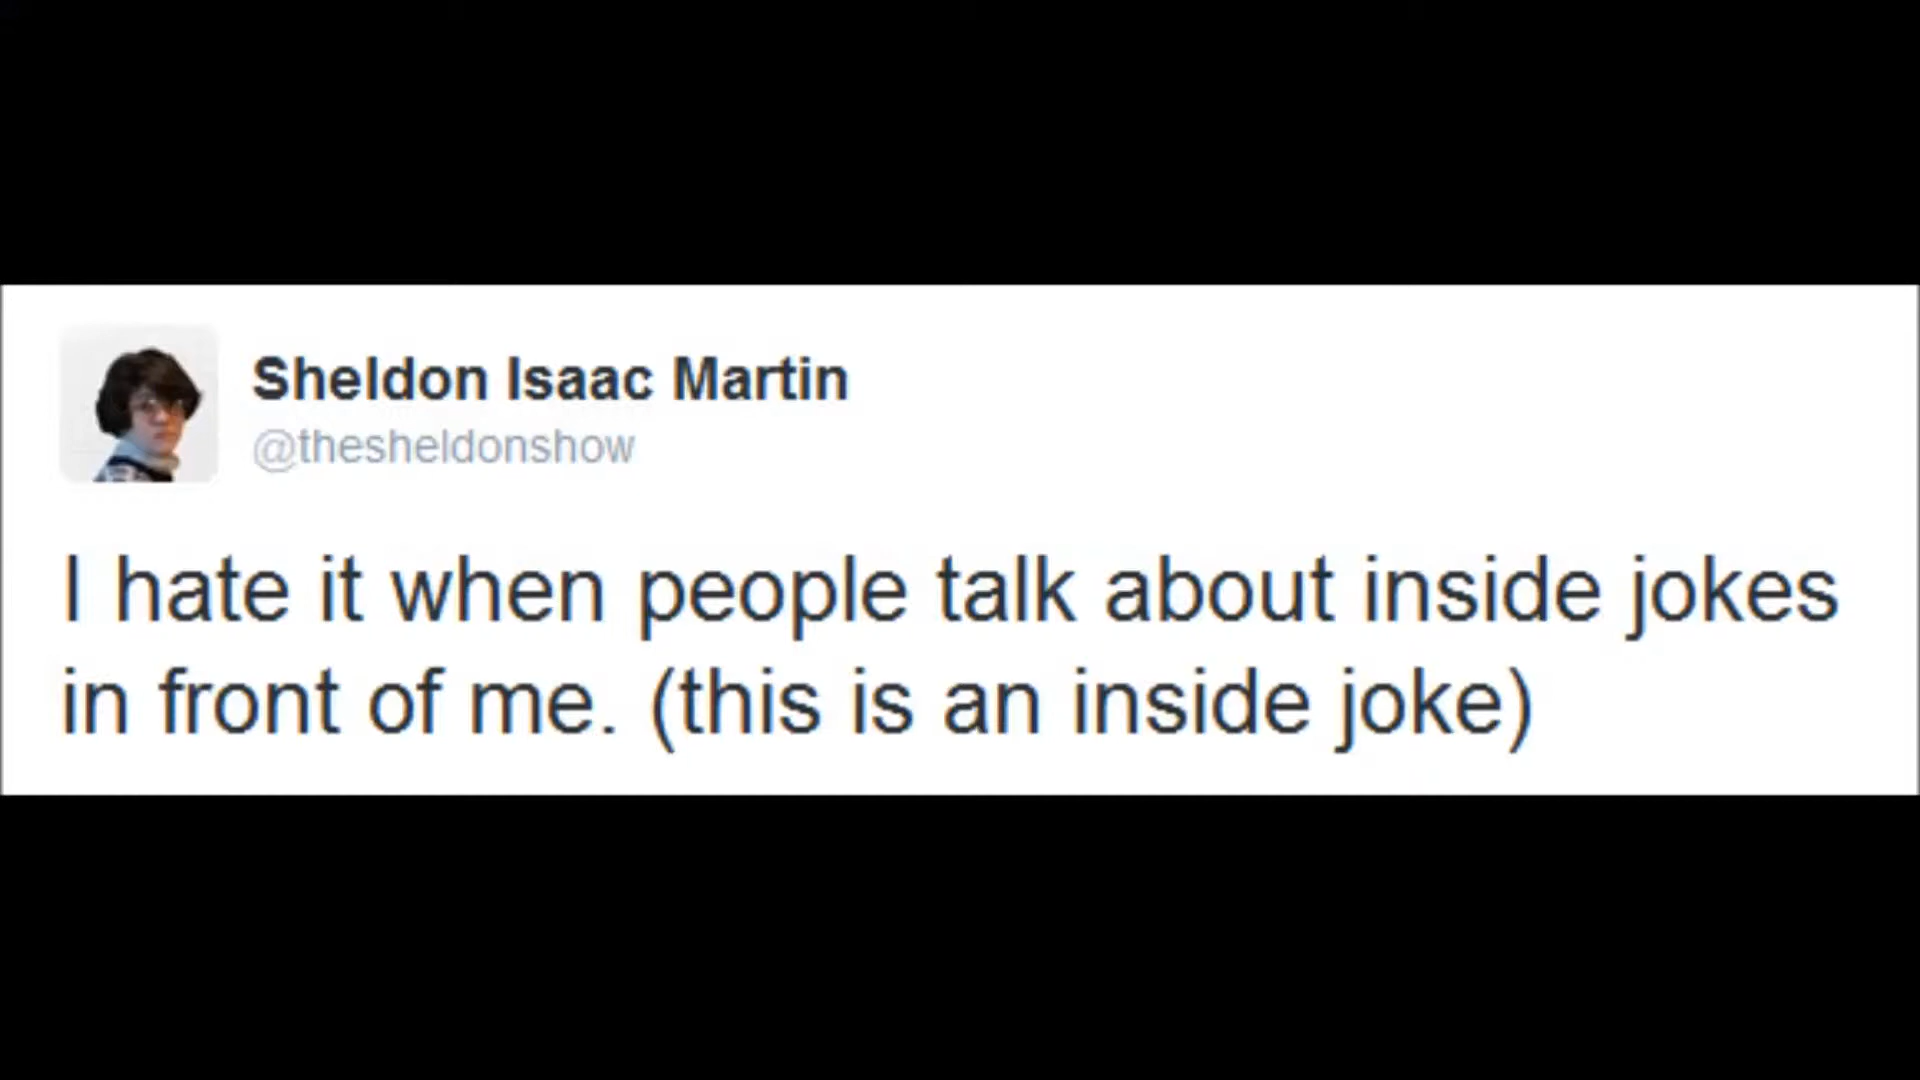 Sheldon Isaac Martin
@thesheldonshow
I hate it when people talk about inside jokes
in front of me. (this is an inside joke)